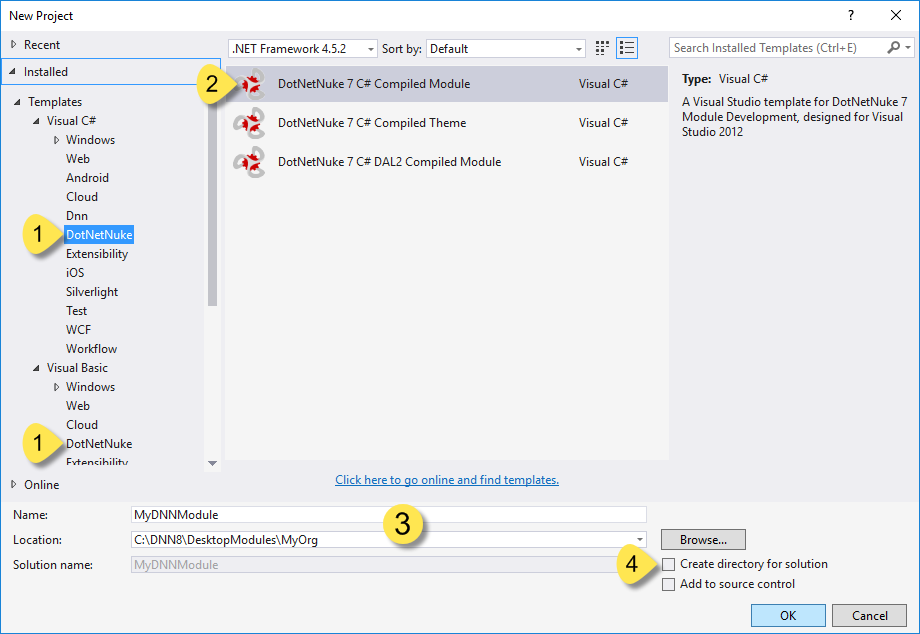 New Project
?
Recent
.NET Framework 4.5.2 Sort by: Default
Search Installed Templates (Ctrl+E)
Installed
Templates
Visual C#
Windows
Web
Android
Cloud
Dnn
1 DotNetNuke
Extensibility
iOS
Silverlight
Test
WCF
Workflow
Visual Basic
Windows
Web
Cloud
1 DotNetNuke
Extensibility
Online
2 DotNetNuke 7 C# Compiled Module Visual C#
DotNetNuke 7 C# Compiled Theme Visual C#
DotNetNuke 7 C# DAL2 Compiled Module Visual C#
Click here to go online and find templates.
Type: Visual C#
A Visual Studio template for DotNetNuke 7
Module Development, designed for Visual
Studio 2012
Name: MyDNNModule
3
Location: C:\DNN8\DesktopModules\MyOrg Browse...
Solution name: MyDNNModule
4 Create directory for solution
Add to source control
OK Cancel